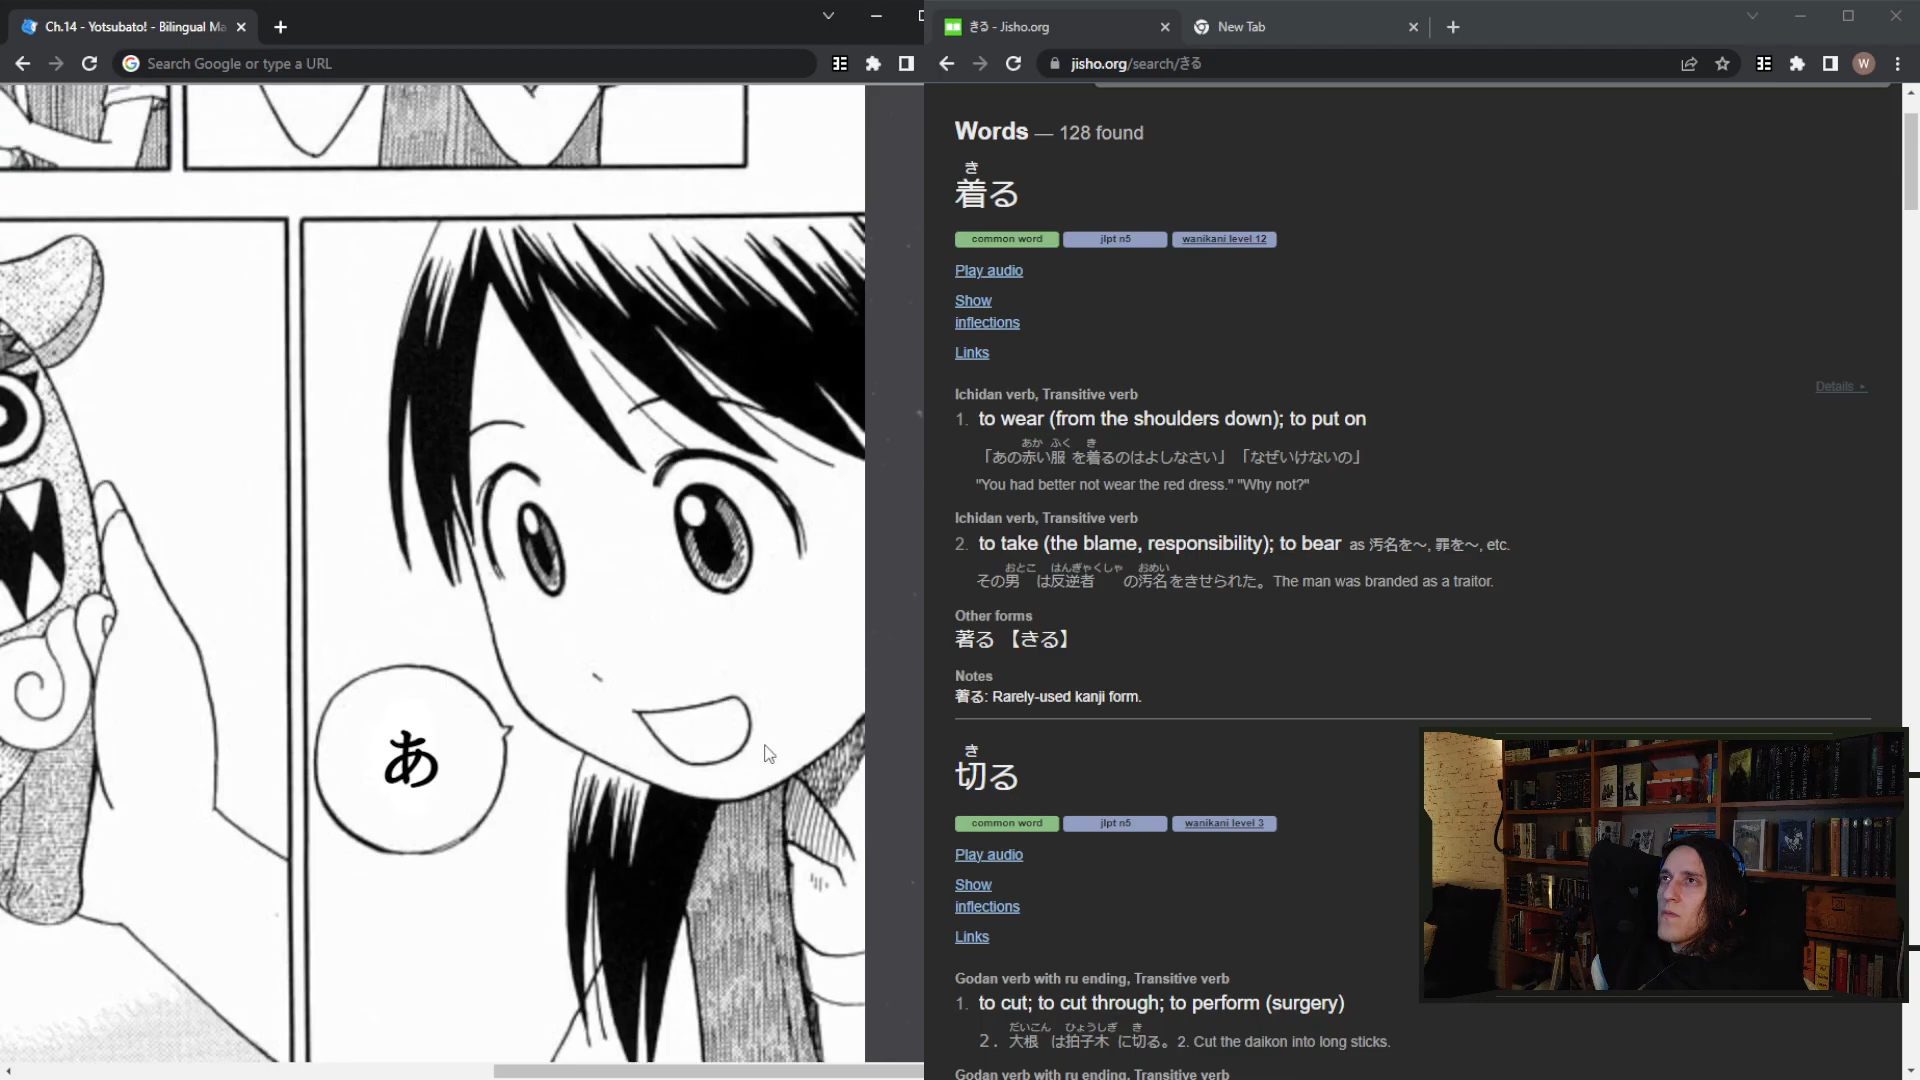 Ch.14 - Yotsubato! - Bilingual Ma
Search Google or type a URL
あ
きる - Jisho.org
New Tab
jisho.org/search/きる
W
Words — 128 found
き
着る
common word
jlpt n5
wanikani level 12
Play audio
Show
inflections
Links
Details ▸
Ichidan verb, Transitive verb
1. to wear (from the shoulders down); to put on
あか ふく き
「あの赤い服を着るのはよしなさい」「なぜいけないの」
"You had better not wear the red dress." "Why not?"
Ichidan verb, Transitive verb
2. to take (the blame, responsibility); to bear as 汚名を〜, 罪を〜, etc.
おとこ はんぎゃくしゃ おめい
その男は反逆者の汚名をきせられた。The man was branded as a traitor.
Other forms
著る 【きる】
Notes
著る: Rarely-used kanji form.
き
切る
common word
jlpt n5
wanikani level 3
Play audio
Show
inflections
Links
Godan verb with ru ending, Transitive verb
1. to cut; to cut through; to perform (surgery)
だいこん ひょうしぎ き
２．大根は拍子木に切る。2. Cut the daikon into long sticks.
Godan verb with ru ending, Transitive verb